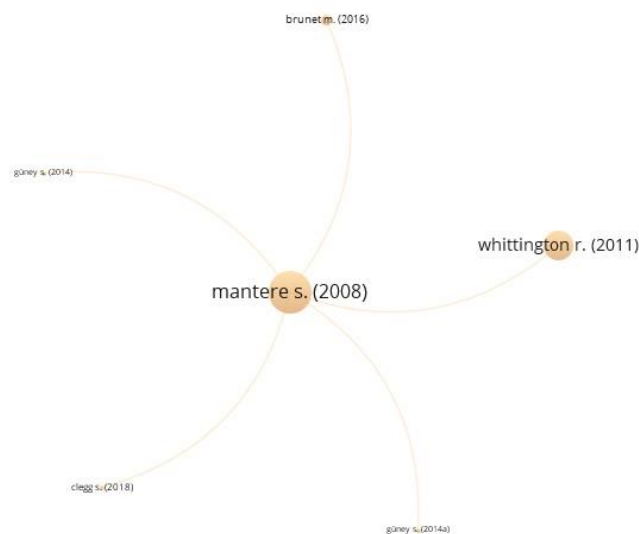 brunet m. (2016)
güney s. (2014)
whittington r. (2011)
mantere s. (2008)
clegg s. (2018)
güney s. (2014a)